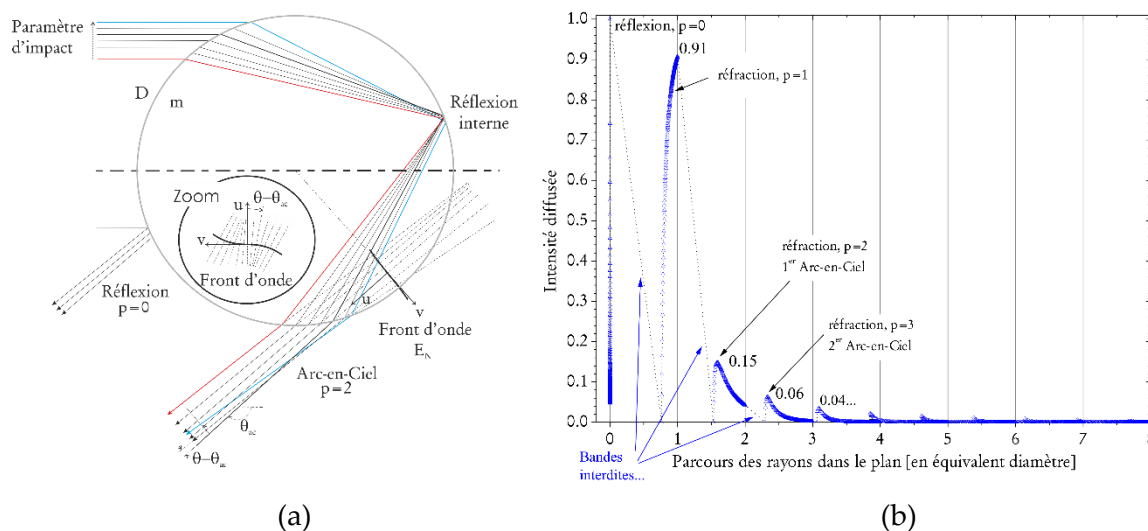 Paramètre
d'impact
D
m
Réflexion
interne
Zoom
u
θ−θac
v
Front d'onde
Réflexion
p=0
u
v
Front d'onde
EN
Arc-en-Ciel
p=2
θac
θ−θac
(a)
Intensité diffusée
1.0
0.9
0.8
0.7
0.6
0.5
0.4
0.3
0.2
0.1
0.0
réflexion, p=0
0.91
réfraction, p=1
réfraction, p=2
1er Arc-en-Ciel
0.15
réfraction, p=3
2er Arc-en-Ciel
0.06
0.04...
0 1 2 3 4 5 6 7
Bandes
interdites...
Parcours des rayons dans le plan [en équivalent diamètre]
(b)